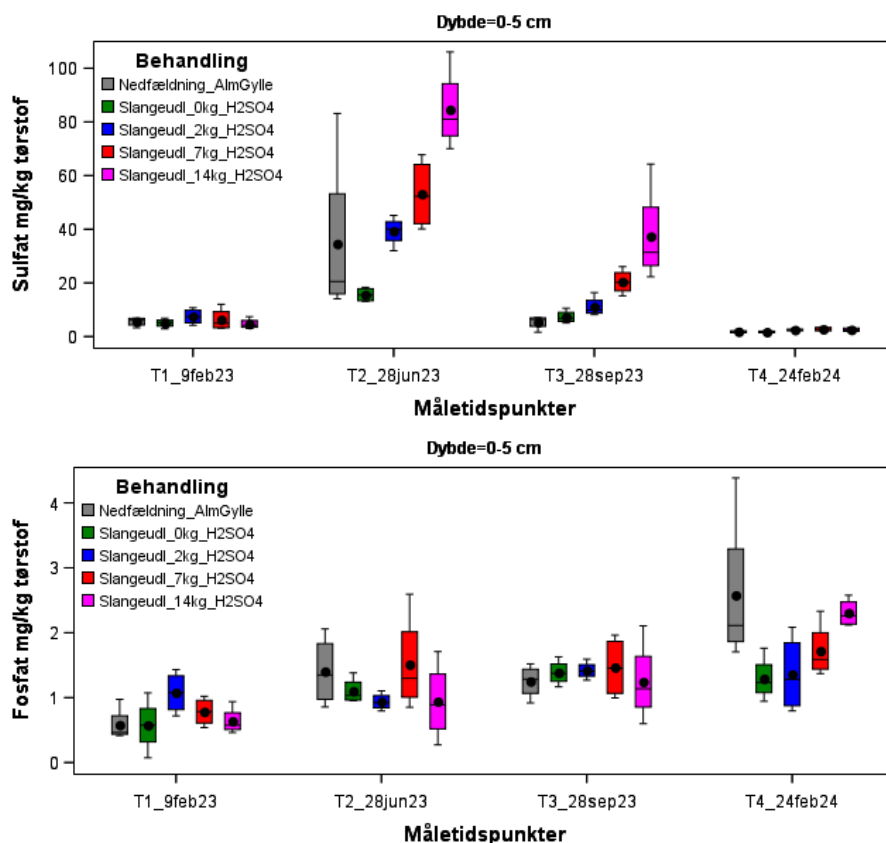 Dybde=0-5 cm
Behandling
Nedfældning_AlmGylle
Slangeudl_0kg_H2SO4
Slangeudl_2kg_H2SO4
Slangeudl_7kg_H2SO4
Slangeudl_14kg_H2SO4
Sulfat mg/kg tørstof
100
80
60
40
20
0
T1_9feb23 T2_28jun23 T3_28sep23 T4_24feb24
Måletidspunkter
Dybde=0-5 cm
Behandling
Nedfældning_AlmGylle
Slangeudl_0kg_H2SO4
Slangeudl_2kg_H2SO4
Slangeudl_7kg_H2SO4
Slangeudl_14kg_H2SO4
Fosfat mg/kg tørstof
4
3
2
1
0
T1_9feb23 T2_28jun23 T3_28sep23 T4_24feb24
Måletidspunkter